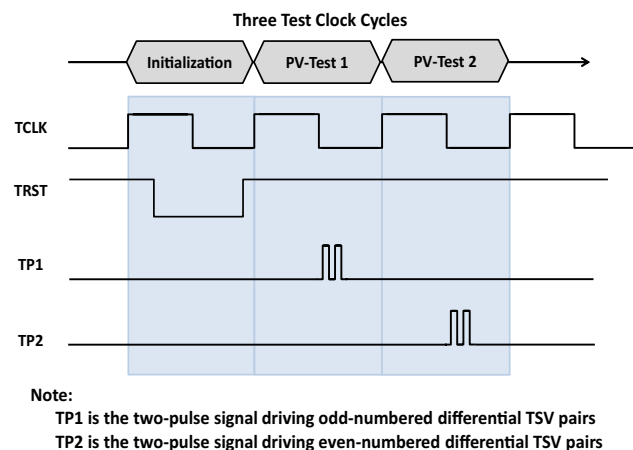 Three Test Clock Cycles
Initialization PV-Test 1 PV-Test 2
TCLK
TRST
TP1
TP2
Note:
TP1 is the two-pulse signal driving odd-numbered differential TSV pairs
TP2 is the two-pulse signal driving even-numbered differential TSV pairs